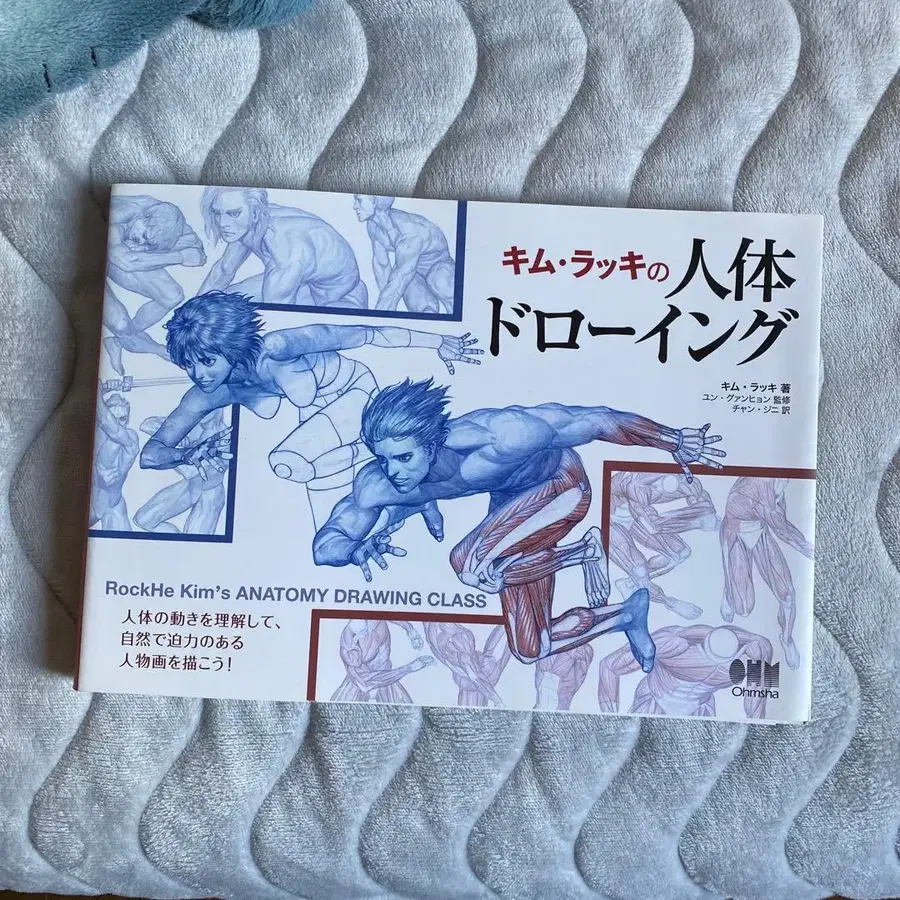 キム・ラッキの 人体
ドローイング
キム・ラッキ 著
ユン・グァンヒョン 監修
チャン・ジニ 訳
RockHe Kim's ANATOMY DRAWING CLASS
人体の動きを理解して、
自然で迫力のある
人物画を描こう!
OHM
Ohmsha